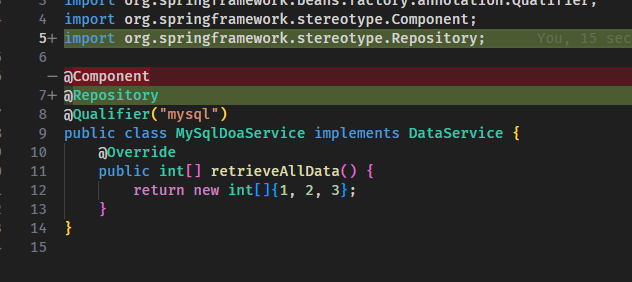 import org.springframework.beans.factory.annotation.Qualifier;
4 import org.springframework.stereotype.Component;
5+ import org.springframework.stereotype.Repository; You, 15 sec
6
— @Component
7+ @Repository
8 @Qualifier("mysql")
9 public class MySqlDoaService implements DataService {
10 @Override
11 public int[] retrieveAllData() {
12 return new int[]{1, 2, 3};
13 }
14 }
15